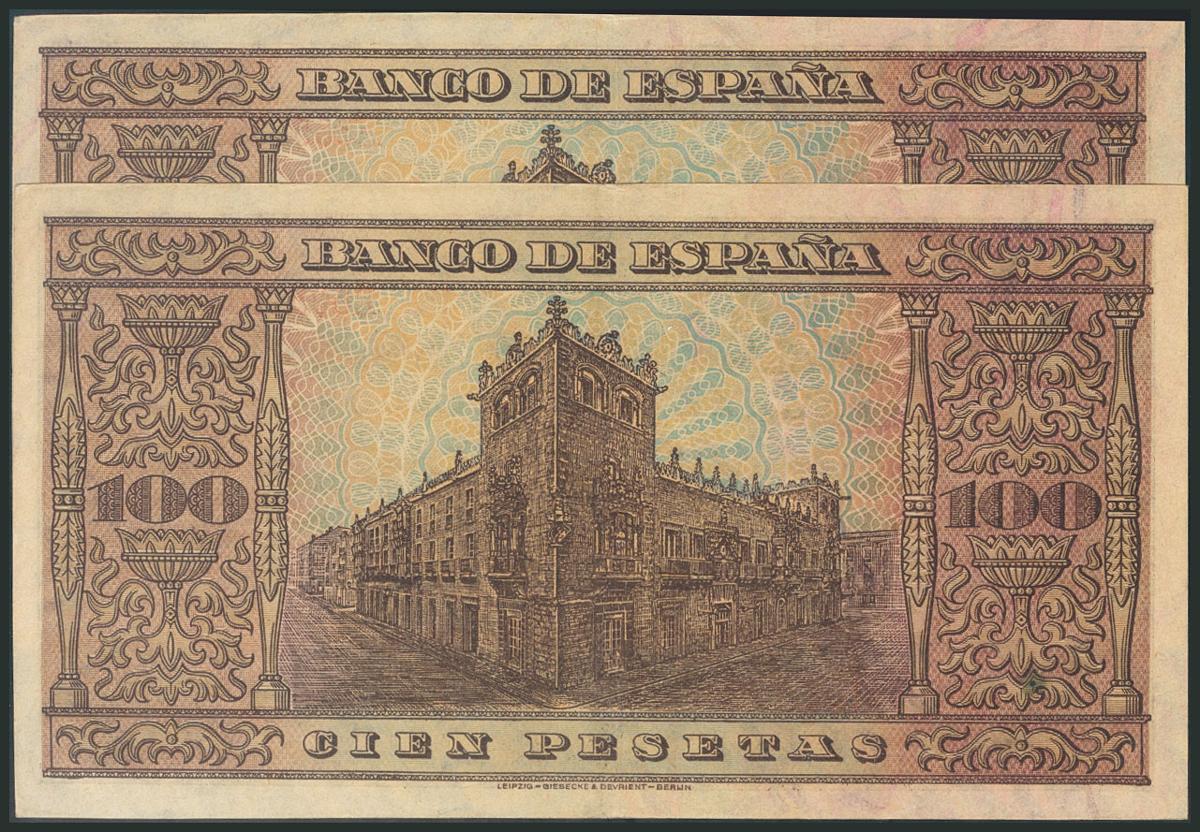 BANCO DE ESPAÑA
BANCO DE ESPAÑA
100 100
CIEN PESETAS
LEIPZIG — GIESECKE & DEVRIENT — BERLIN